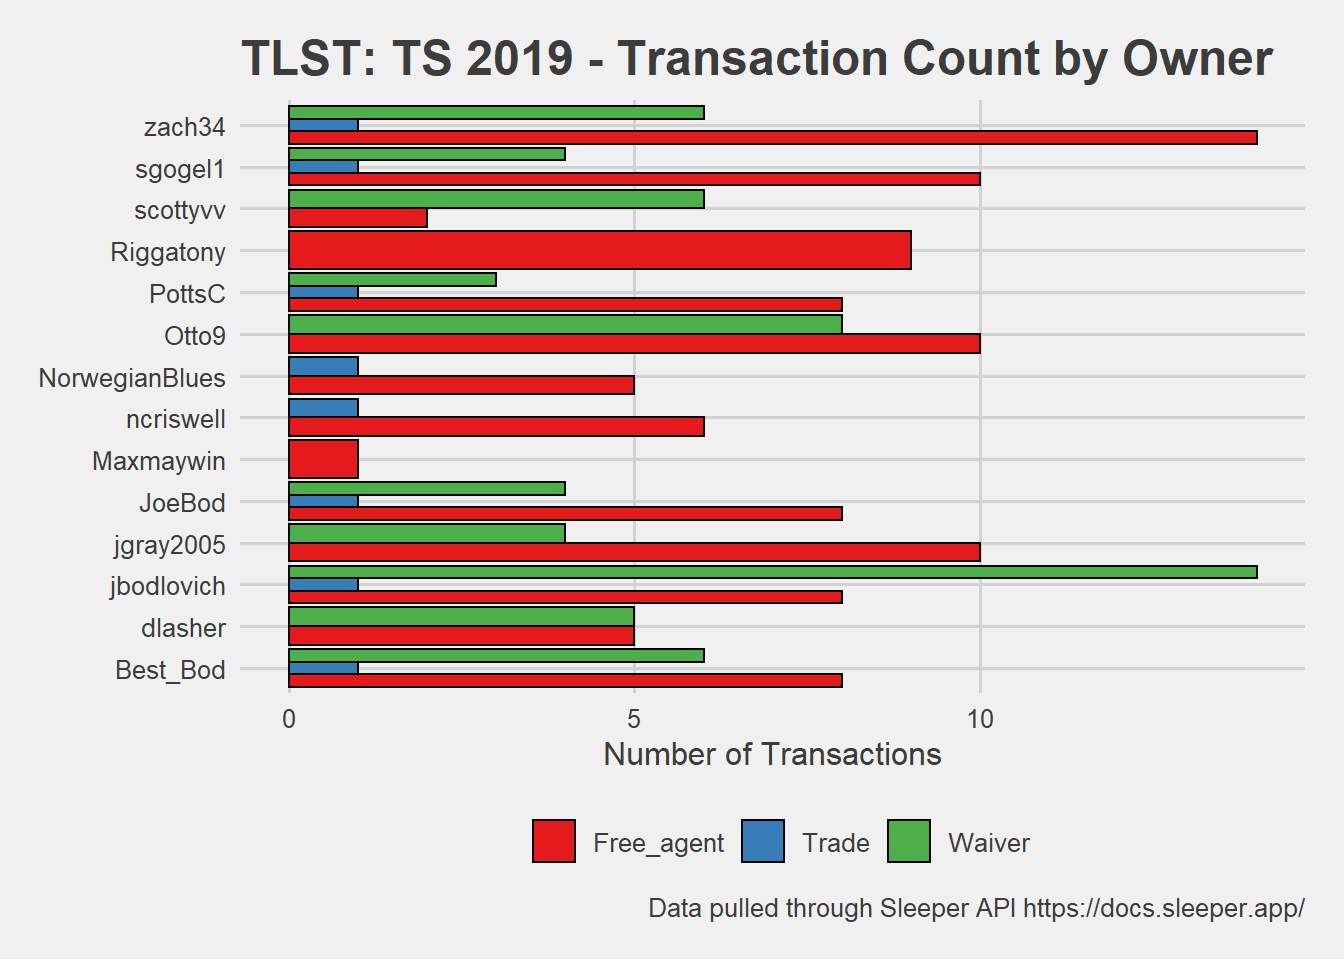 TLST: TS 2019 - Transaction Count by Owner
zach34
sgogel1
scottyvv
Riggatony
PottsC
Otto9
NorwegianBlues
ncriswell
Maxmaywin
JoeBod
jgray2005
jbodlovich
dlasher
Best_Bod
0 5 10
Number of Transactions
Free_agent Trade Waiver
Data pulled through Sleeper API https://docs.sleeper.app/